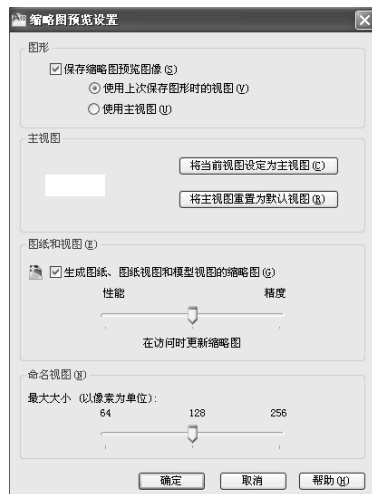 缩略图预览设置
图形
保存缩略图预览图像(S)
使用上次保存图形时的视图(V)
使用主视图(U)
主视图
将当前视图设定为主视图(C)
将主视图重置为默认视图(R)
图纸和视图(E)
生成图纸、图纸视图和模型视图的缩略图(G)
性能 精度
在访问时更新缩略图
命名视图(N)
最大大小 (以像素为单位):
64 128 256
确定 取消 帮助(H)